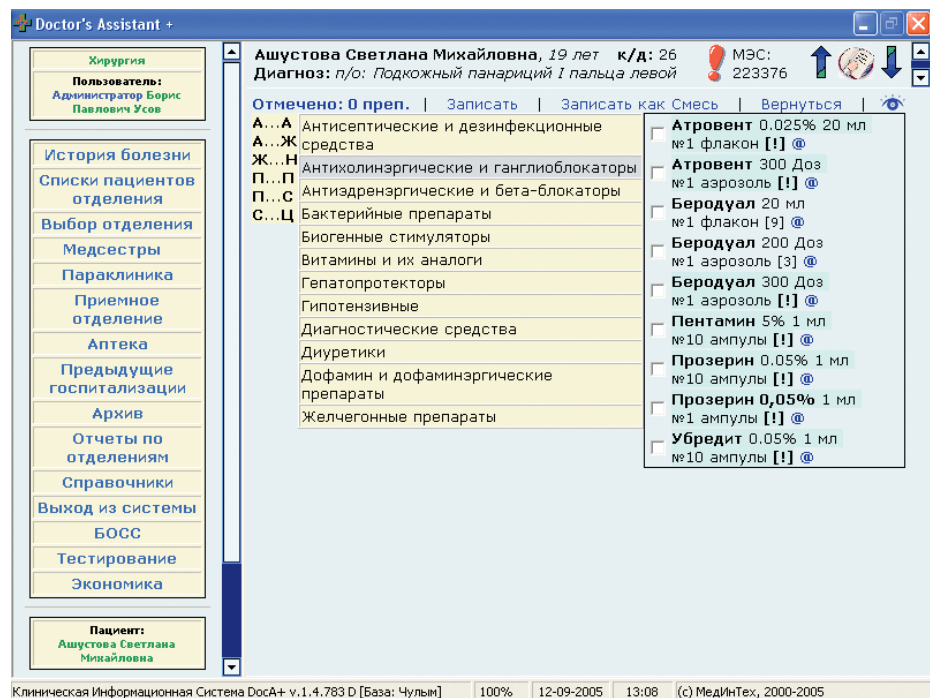 Doctor's Assistant +
Хирургия
Пользователь:
Администратор Борис
Павлович Усов
История болезни
Списки пациентов
отделения
Выбор отделения
Медсестры
Параклиника
Приемное
отделение
Аптека
Предыдущие
госпитализации
Архив
Отчеты по
отделениям
Справочники
Выход из системы
БОСС
Тестирование
Экономика
Пациент:
Ашустова Светлана
Михайловна
Ашустова Светлана Михайловна, 19 лет к/д: 26
Диагноз: п/о: Подкожный панариций I пальца левой
МЭС:
223376
Отмечено: 0 преп. | Записать | Записать как Смесь | Вернуться |
А...А
А...Ж
Ж...Н
П...П
П...С
С...Ц
Антисептические и дезинфекционные
средства
Антихолинэргические и ганглиоблокаторы
Антиэдренэргические и бета-блокаторы
Бактерийные препараты
Биогенные стимуляторы
Витамины и их аналоги
Гепатопротекторы
Гипотензивные
Диагностические средства
Диуретики
Дофамин и дофаминэргические
препараты
Желчегонные препараты
Атровент 0.025% 20 мл
№1 флакон [!] @
Атровент 300 Доз
№1 аэрозоль [!] @
Беродуал 20 мл
№1 флакон [9] @
Беродуал 200 Доз
№1 аэрозоль [3] @
Беродуал 300 Доз
№1 аэрозоль [!] @
Пентамин 5% 1 мл
№10 ампулы [!] @
Прозерин 0.05% 1 мл
№10 ампулы [!] @
Прозерин 0,05% 1 мл
№1 ампулы [!] @
Убредит 0.05% 1 мл
№10 ампулы [!] @
Клиническая Информационная Система DocA+ v.1.4.783 D [База: Чулым] 100% 12-09-2005 13:08 (c) МедИнТех, 2000-2005